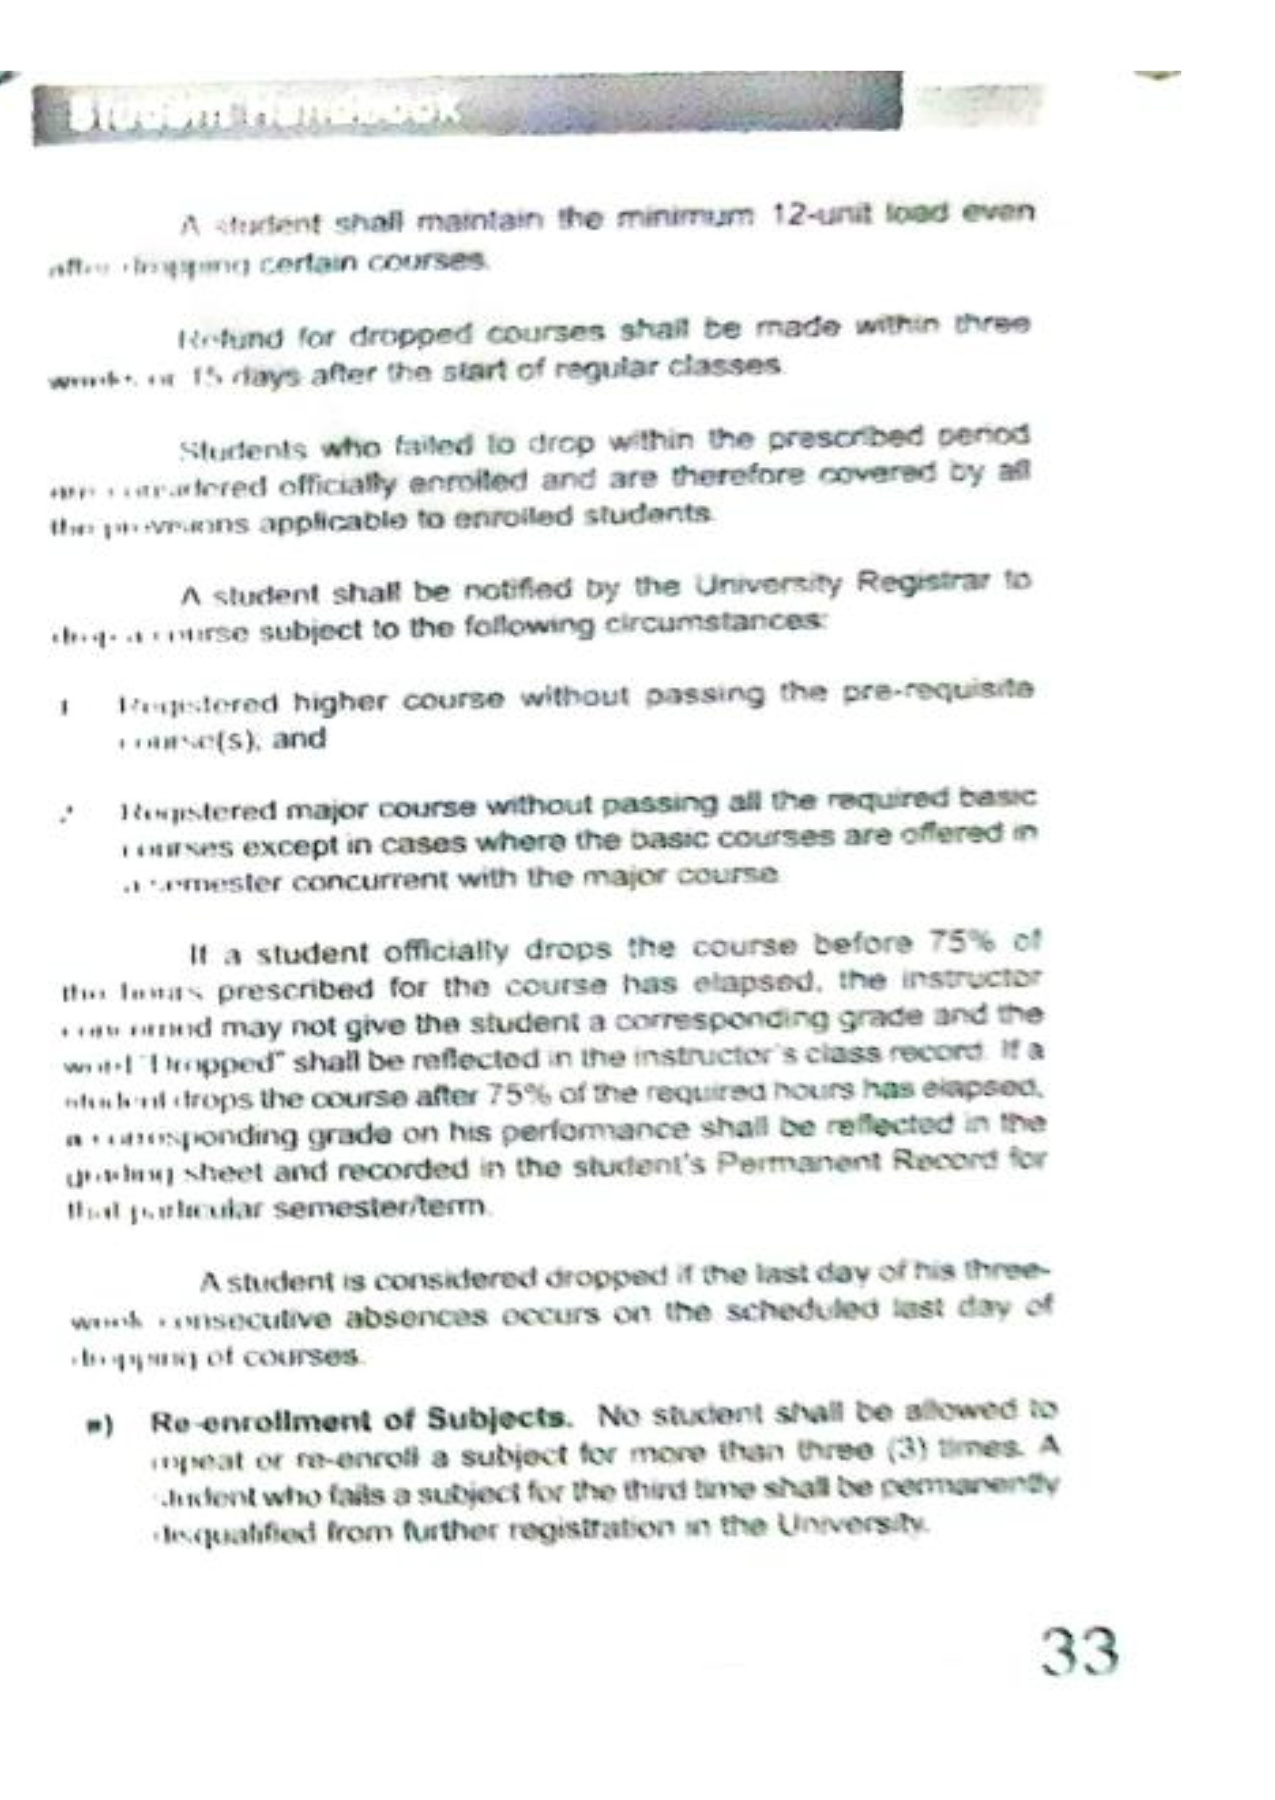 Student Handbook
A student shall maintain the minimum 12-unit load even
after dropping certain courses.
Refund for dropped courses shall be made within three
weeks or 15 days after the start of regular classes.
Students who failed to drop within the prescribed period
are considered officially enrolled and are therefore covered by all
the provisions applicable to enrolled students.
A student shall be notified by the University Registrar to
drop a course subject to the following circumstances:
1 Registered higher course without passing the pre-requisite
course(s); and
2 Registered major course without passing all the required basic
courses except in cases where the basic courses are offered in
a semester concurrent with the major course.
If a student officially drops the course before 75% of
the hours prescribed for the course has elapsed, the instructor
concerned may not give the student a corresponding grade and the
word "Dropped" shall be reflected in the instructor's class record. If a
student drops the course after 75% of the required hours has elapsed,
a corresponding grade on his performance shall be reflected in the
grading sheet and recorded in the student's Permanent Record for
that particular semester/term.
A student is considered dropped if the last day of his three-
week consecutive absences occurs on the scheduled last day of
dropping of courses.
Re-enrollment of Subjects. No student shall be allowed to
repeat or re-enroll a subject for more than three (3) times. A
student who fails a subject for the third time shall be permanently
disqualified from further registration in the University.
33